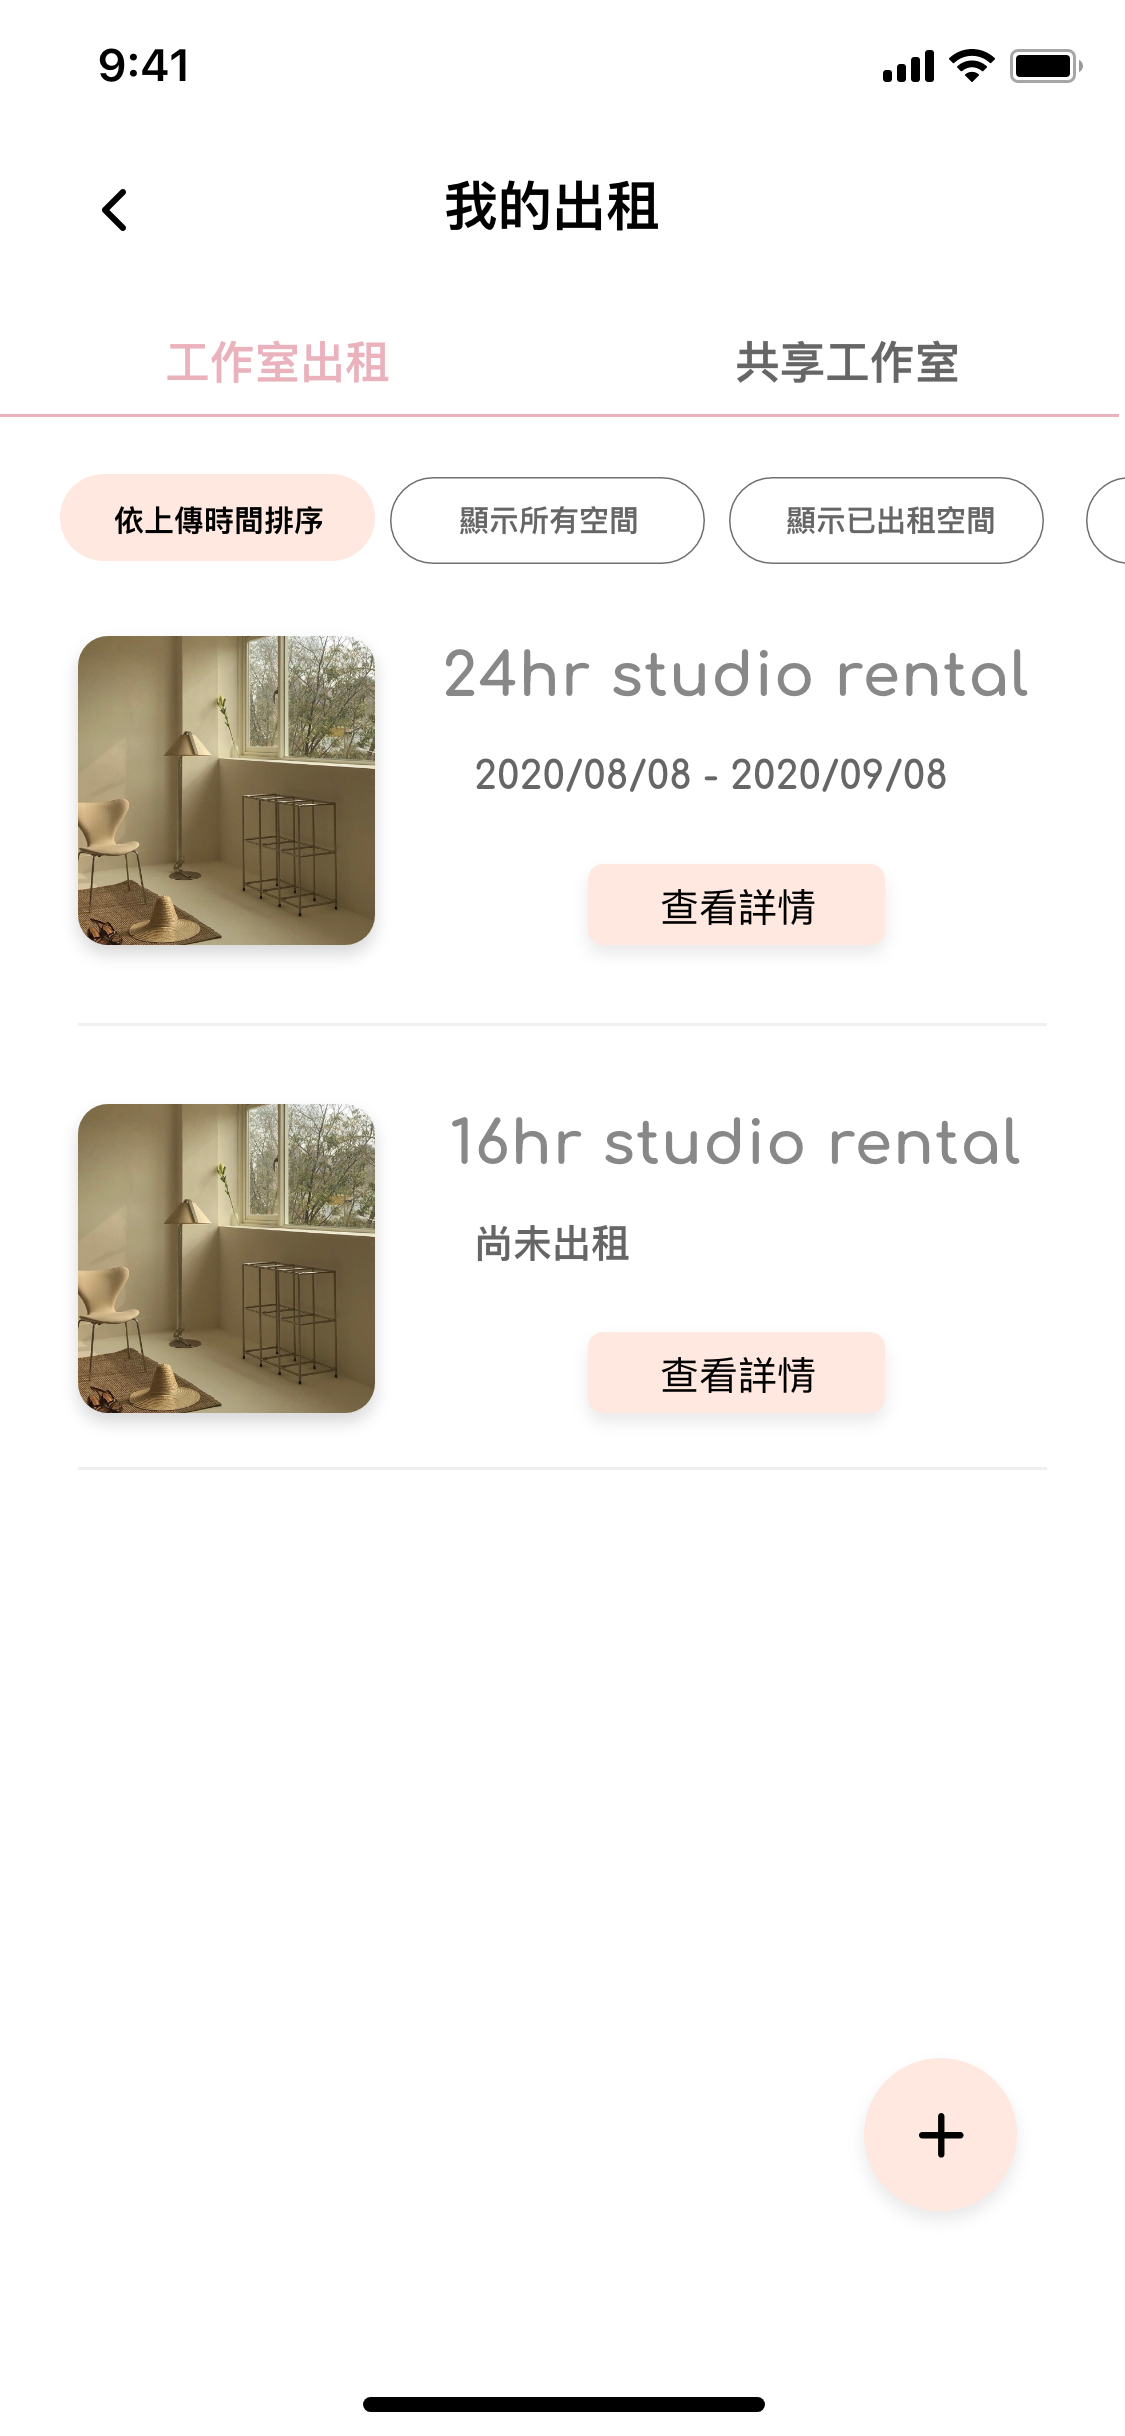 9:41
我的出租
工作室出租
共享工作室
依上傳時間排序
顯示所有空間
顯示已出租空間
24hr studio rental
2020/08/08 - 2020/09/08
查看詳情
16hr studio rental
尚未出租
查看詳情